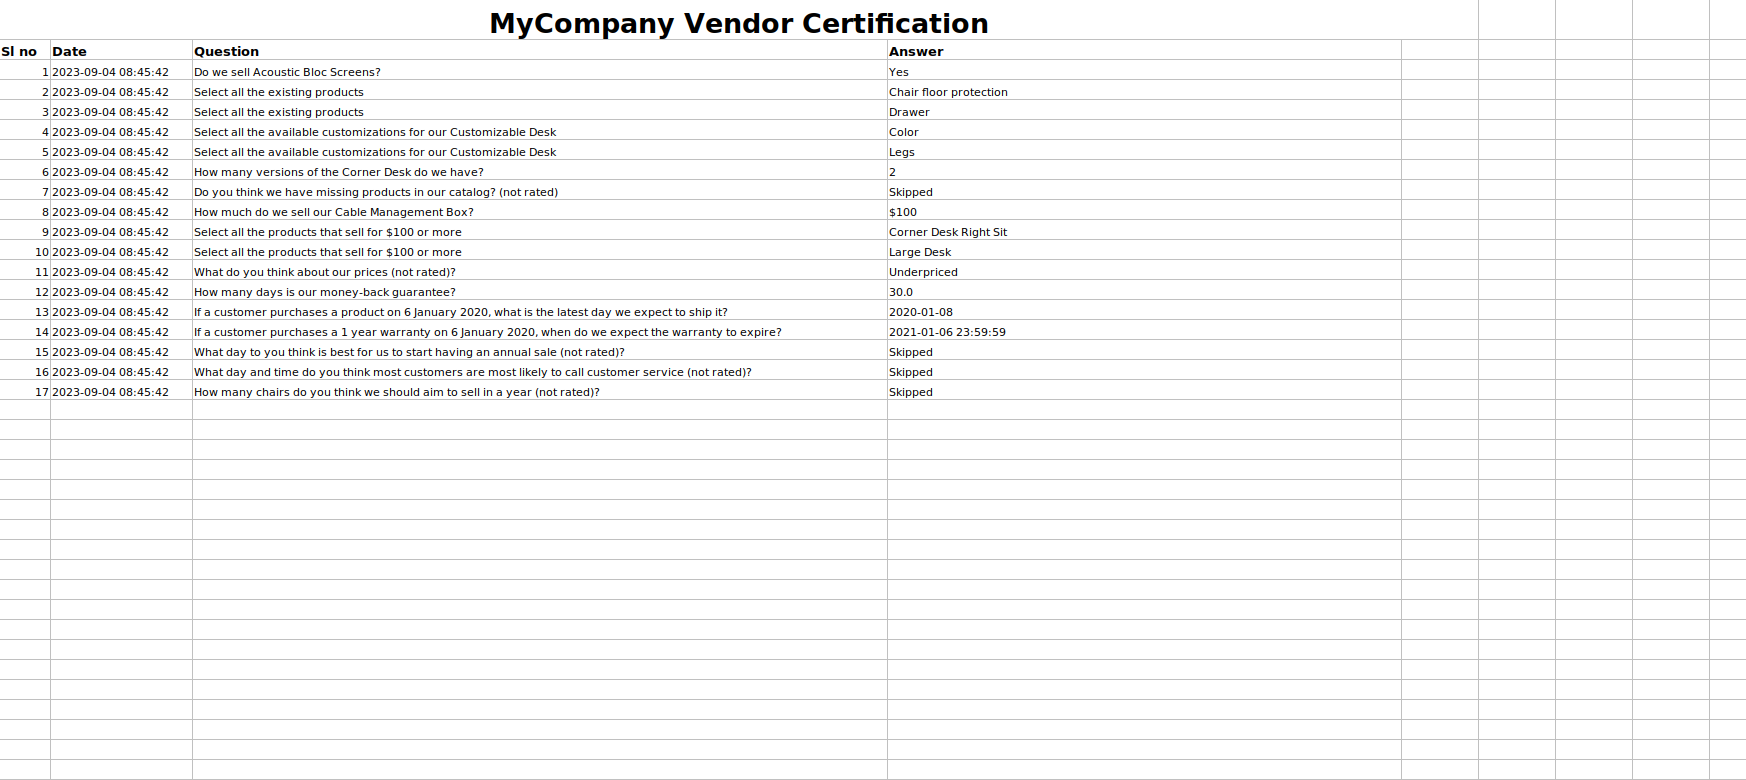 MyCompany Vendor Certification
Sl no Date Question Answer
1 2023-09-04 08:45:42 Do we sell Acoustic Bloc Screens? Yes
2 2023-09-04 08:45:42 Select all the existing products Chair floor protection
3 2023-09-04 08:45:42 Select all the existing products Drawer
4 2023-09-04 08:45:42 Select all the available customizations for our Customizable Desk Color
5 2023-09-04 08:45:42 Select all the available customizations for our Customizable Desk Legs
6 2023-09-04 08:45:42 How many versions of the Corner Desk do we have? 2
7 2023-09-04 08:45:42 Do you think we have missing products in our catalog? (not rated) Skipped
8 2023-09-04 08:45:42 How much do we sell our Cable Management Box? $100
9 2023-09-04 08:45:42 Select all the products that sell for $100 or more Corner Desk Right Sit
10 2023-09-04 08:45:42 Select all the products that sell for $100 or more Large Desk
11 2023-09-04 08:45:42 What do you think about our prices (not rated)? Underpriced
12 2023-09-04 08:45:42 How many days is our money-back guarantee? 30.0
13 2023-09-04 08:45:42 If a customer purchases a product on 6 January 2020, what is the latest day we expect to ship it? 2020-01-08
14 2023-09-04 08:45:42 If a customer purchases a 1 year warranty on 6 January 2020, when do we expect the warranty to expire? 2021-01-06 23:59:59
15 2023-09-04 08:45:42 What day to you think is best for us to start having an annual sale (not rated)? Skipped
16 2023-09-04 08:45:42 What day and time do you think most customers are most likely to call customer service (not rated)? Skipped
17 2023-09-04 08:45:42 How many chairs do you think we should aim to sell in a year (not rated)? Skipped